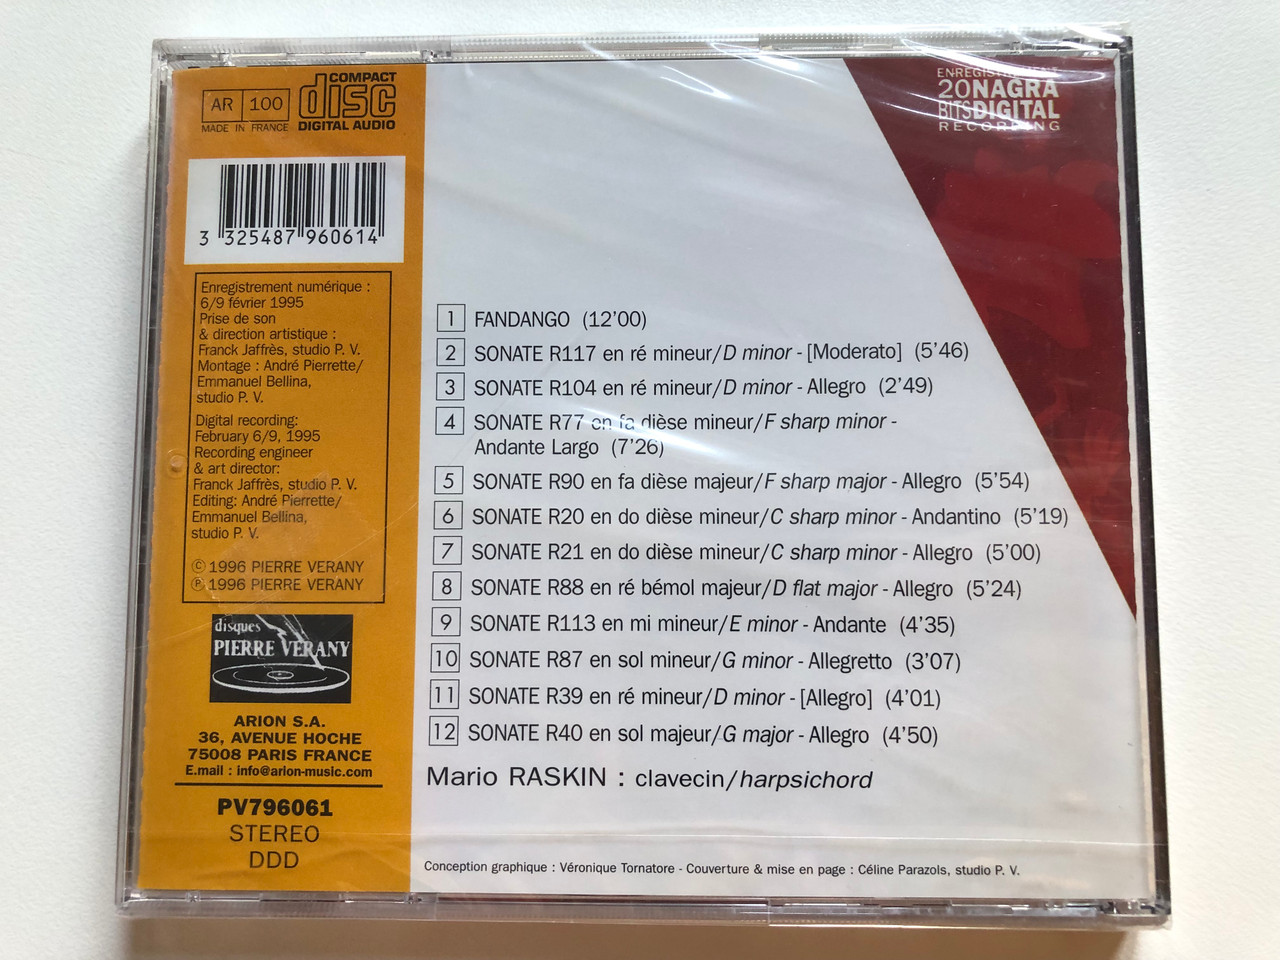 AR 100
MADE IN FRANCE
COMPACT
disc
DIGITAL AUDIO
3 325487 960614
Enregistrement numérique :
6/9 février 1995
Prise de son
& direction artistique :
Franck Jaffrès, studio P. V.
Montage : André Pierrette/
Emmanuel Bellina,
studio P. V.
Digital recording:
February 6/9, 1995
Recording engineer
& art director:
Franck Jaffrès, studio P. V.
Editing: André Pierrette/
Emmanuel Bellina,
studio P. V.
© 1996 PIERRE VERANY
℗ 1996 PIERRE VERANY
disques
PIERRE VERANY
ARION S.A.
36, AVENUE HOCHE
75008 PARIS FRANCE
E.mail : info@arion-music.com
PV796061
STEREO
DDD
ENREGISTREMENT
20 NAGRA
BITS DIGITAL
RECORDING
1 FANDANGO (12'00)
2 SONATE R117 en ré mineur/D minor - [Moderato] (5'46)
3 SONATE R104 en ré mineur/D minor - Allegro (2'49)
4 SONATE R77 en fa dièse mineur/F sharp minor -
Andante Largo (7'26)
5 SONATE R90 en fa dièse majeur/F sharp major - Allegro (5'54)
6 SONATE R20 en do dièse mineur/C sharp minor - Andantino (5'19)
7 SONATE R21 en do dièse mineur/C sharp minor - Allegro (5'00)
8 SONATE R88 en ré bémol majeur/D flat major - Allegro (5'24)
9 SONATE R113 en mi mineur/E minor - Andante (4'35)
10 SONATE R87 en sol mineur/G minor - Allegretto (3'07)
11 SONATE R39 en ré mineur/D minor - [Allegro] (4'01)
12 SONATE R40 en sol majeur/G major - Allegro (4'50)
Mario RASKIN : clavecin/harpsichord
Conception graphique : Véronique Tornatore - Couverture & mise en page : Céline Parazols, studio P. V.